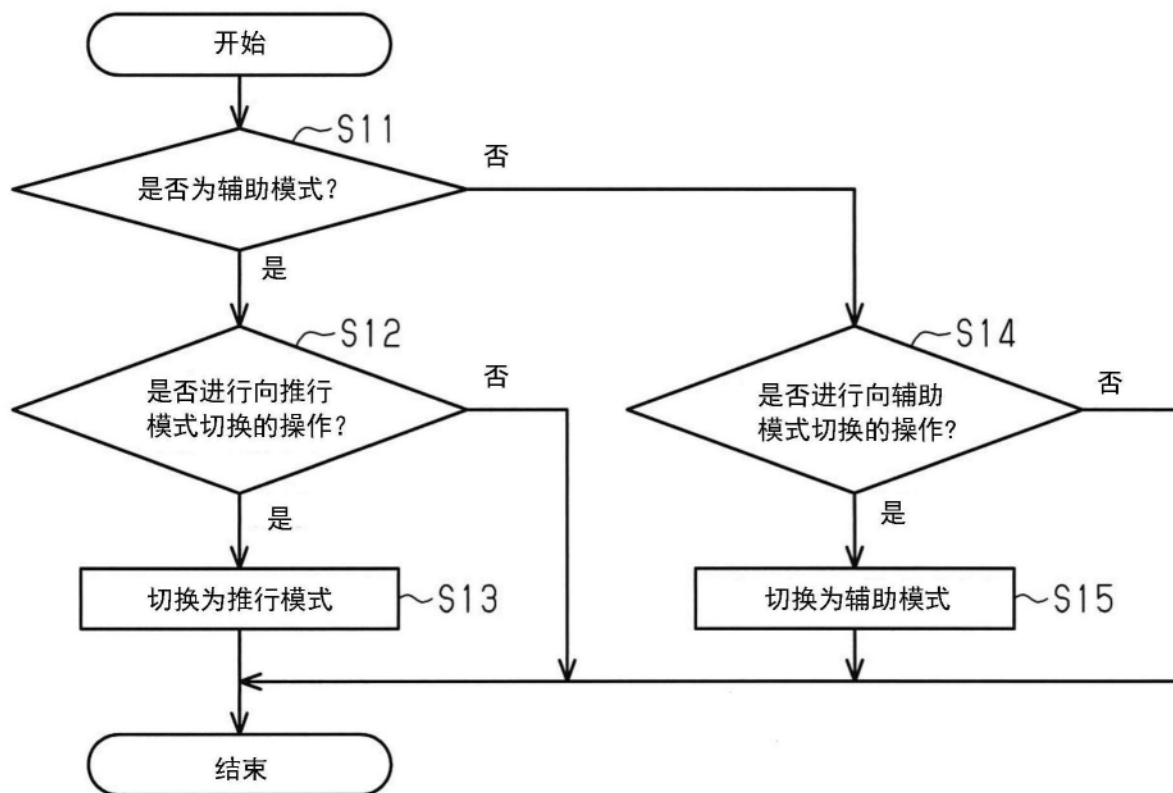 开始
S11
是否为辅助模式？
否
是
S12
是否进行向推行
模式切换的操作？
否
是
S14
是否进行向辅助
模式切换的操作？
否
是
切换为推行模式
S13
切换为辅助模式
S15
结束